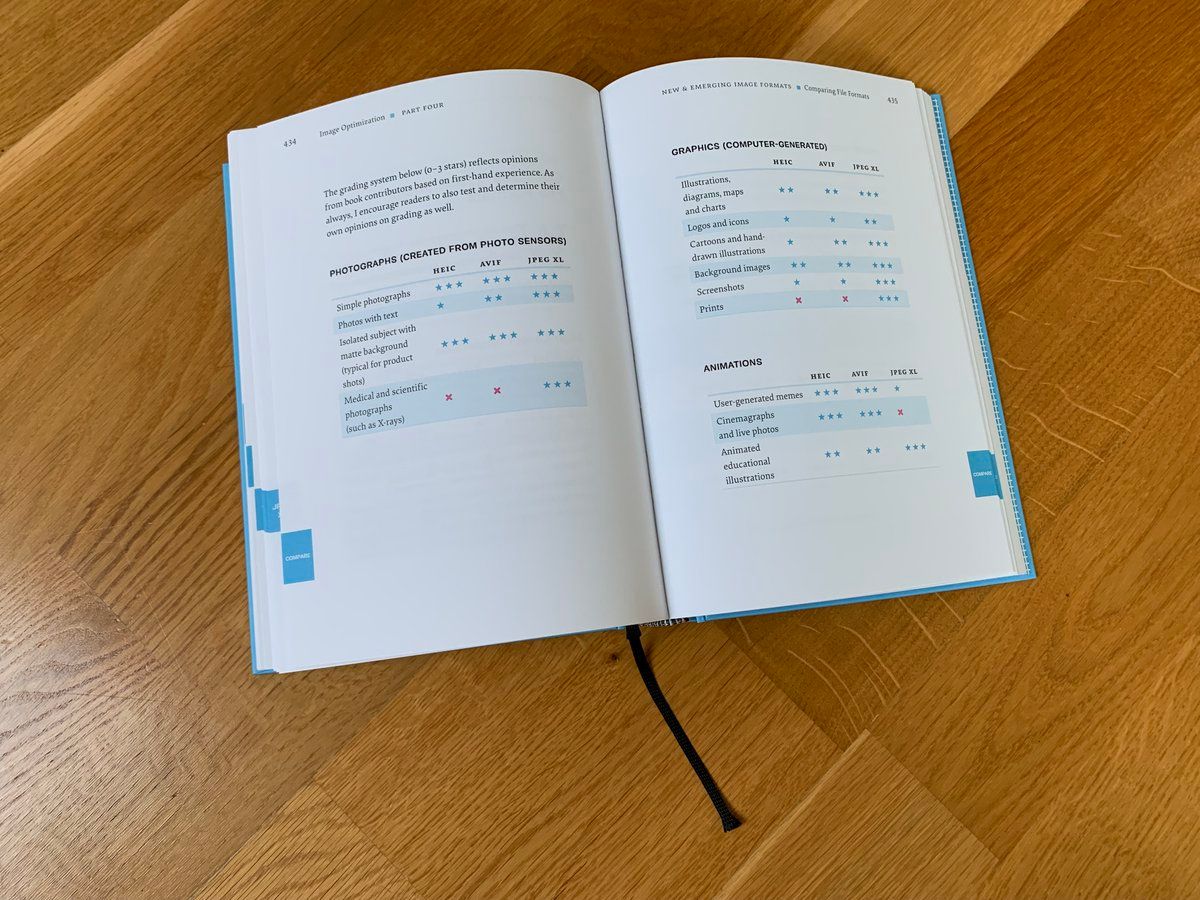 434 Image Optimization ■ PART FOUR
The grading system below (0–3 stars) reflects opinions
from book contributors based on first-hand experience. As
always, I encourage readers to also test and determine their
own opinions on grading as well.
PHOTOGRAPHS (CREATED FROM PHOTO SENSORS)
HEIC AVIF JPEG XL
Simple photographs ★★★ ★★★ ★★★
Photos with text ★ ★★ ★★★
Isolated subject with
matte background
(typical for product ★★★ ★★★ ★★★
shots)
Medical and scientific
photographs ✖ ✖ ★★★
(such as X-rays)
COMPARE
NEW & EMERGING IMAGE FORMATS ■ Comparing File Formats 435
GRAPHICS (COMPUTER-GENERATED)
HEIC AVIF JPEG XL
Illustrations,
diagrams, maps ★★ ★★ ★★★
and charts
Logos and icons ★ ★ ★★
Cartoons and hand-
drawn illustrations ★ ★★ ★★★
Background images ★★ ★★ ★★★
Screenshots ★ ★ ★★★
Prints ✖ ✖ ★★★
ANIMATIONS
HEIC AVIF JPEG XL
User-generated memes ★★★ ★★★ ★
Cinemagraphs
and live photos ★★★ ★★★ ✖
Animated
educational ★★ ★★ ★★★
illustrations
COMPARE